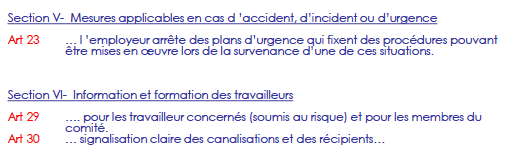 Section V- Mesures applicables en cas d 'accident, d'incident ou d'urgence
Art 23 … l 'employeur arrête des plans d'urgence qui fixent des procédures pouvant
être mises en œuvre lors de la survenance d'une de ces situations.
Section VI- Information et formation des travailleurs
Art 29 …. pour les travailleur concernés (soumis au risque) et pour les membres du
comité.
Art 30 … signalisation claire des canalisations et des récipients…